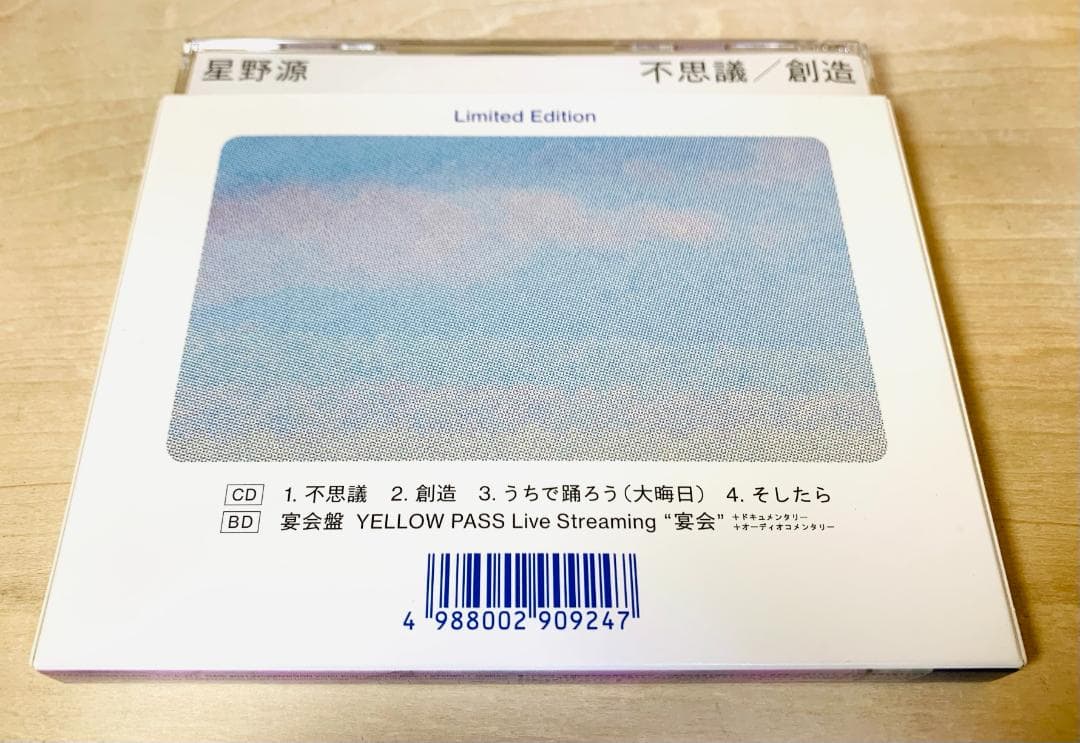 星野源 不思議／創造
Limited Edition
CD 1. 不思議 2. 創造 3. うちで踊ろう（大晦日） 4. そしたら
BD 宴会盤 YELLOW PASS Live Streaming “宴会” +ドキュメンタリー
+オーディオコメンタリー
4 988002 909247